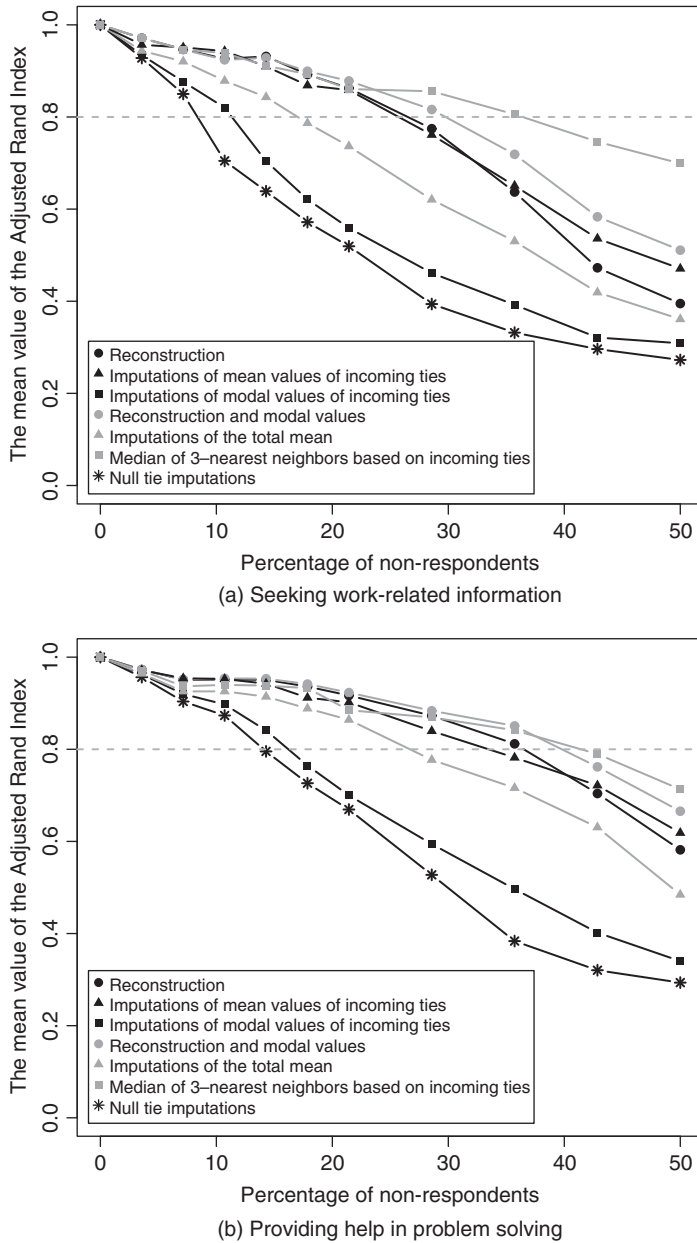 The mean value of the Adjusted Rand Index
1.0
0.8
0.6
0.4
0.2
0.0
Reconstruction
Imputations of mean values of incoming ties
Imputations of modal values of incoming ties
Reconstruction and modal values
Imputations of the total mean
Median of 3–nearest neighbors based on incoming ties
Null tie imputations
0 10 20 30 40 50
Percentage of non-respondents
(a) Seeking work-related information
The mean value of the Adjusted Rand Index
1.0
0.8
0.6
0.4
0.2
0.0
Reconstruction
Imputations of mean values of incoming ties
Imputations of modal values of incoming ties
Reconstruction and modal values
Imputations of the total mean
Median of 3–nearest neighbors based on incoming ties
Null tie imputations
0 10 20 30 40 50
Percentage of non-respondents
(b) Providing help in problem solving